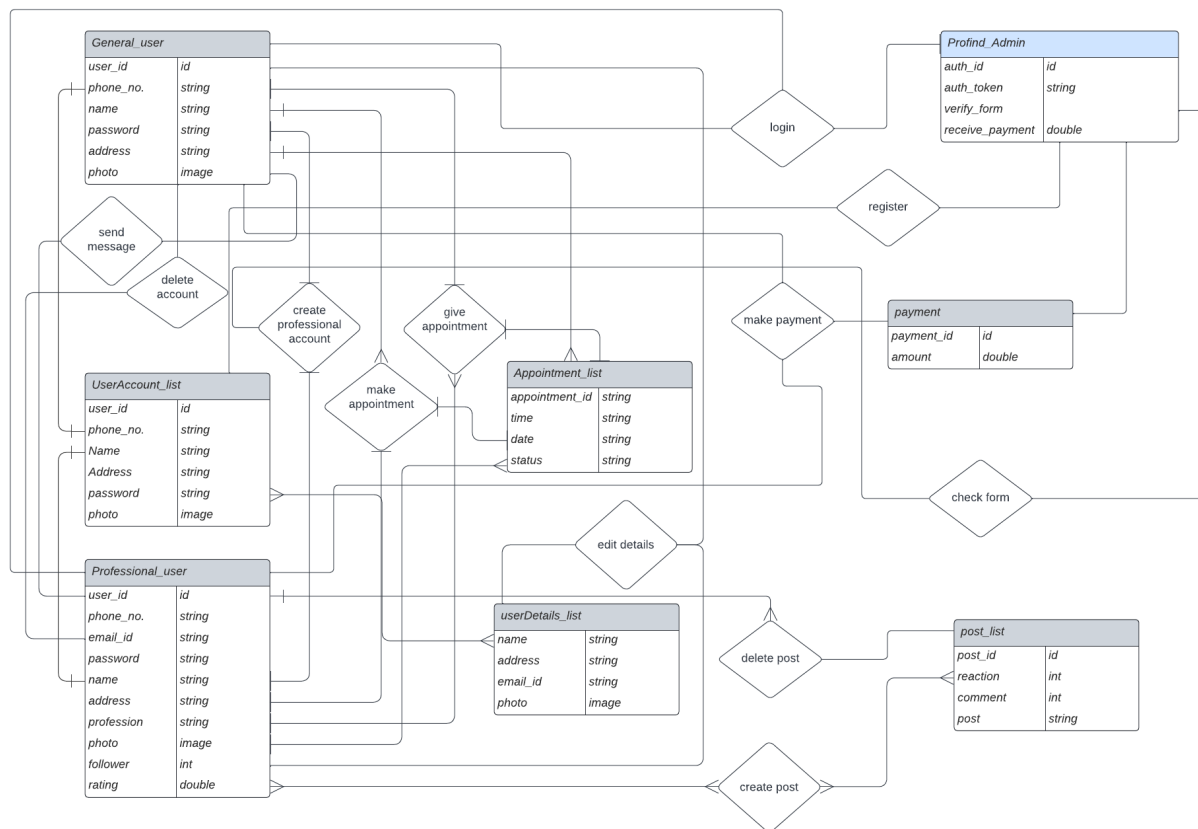 General_user
user_id id
phone_no. string
name string
password string
address string
photo image
Profind_Admin
auth_id id
auth_token string
verify_form
receive_payment double
login
register
send
message
delete
account
create
professional
account
give
appointment
make payment
payment
payment_id id
amount double
make
appointment
UserAccount_list
user_id id
phone_no. string
Name string
Address string
password string
photo image
Appointment_list
appointment_id string
time string
date string
status string
check form
edit details
Professional_user
user_id id
phone_no. string
email_id string
password string
name string
address string
profession string
photo image
follower int
rating double
userDetails_list
name string
address string
email_id string
photo image
delete post
post_list
post_id id
reaction int
comment int
post string
create post